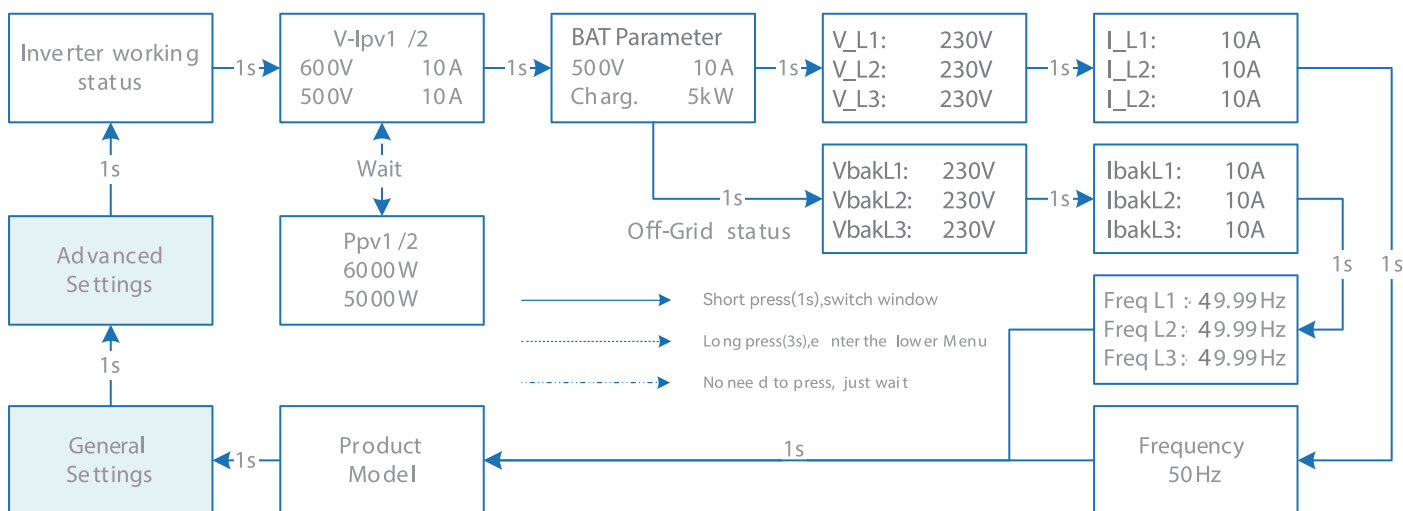 Inverter working
status
1s
V-Ipv1 /2
600V 10A
500V 10A
1s
BAT Parameter
500V 10A
Charg. 5kW
1s
V_L1: 230V
V_L2: 230V
V_L3: 230V
1s
I_L1: 10A
I_L2: 10A
I_L2: 10A
1s
Wait
1s
Off-Grid status
VbakL1: 230V
VbakL2: 230V
VbakL3: 230V
1s
IbakL1: 10A
IbakL2: 10A
IbakL3: 10A
1s
1s
Advanced
Settings
Ppv1 /2
6000W
5000W
Short press(1s),switch window
Long press(3s),e nter the lower Menu
No need to press, just wait
Freq L1 : 49.99Hz
Freq L2 : 49.99Hz
Freq L3 : 49.99Hz
1s
General
Settings
1s
Product
Model
1s
Frequency
50Hz